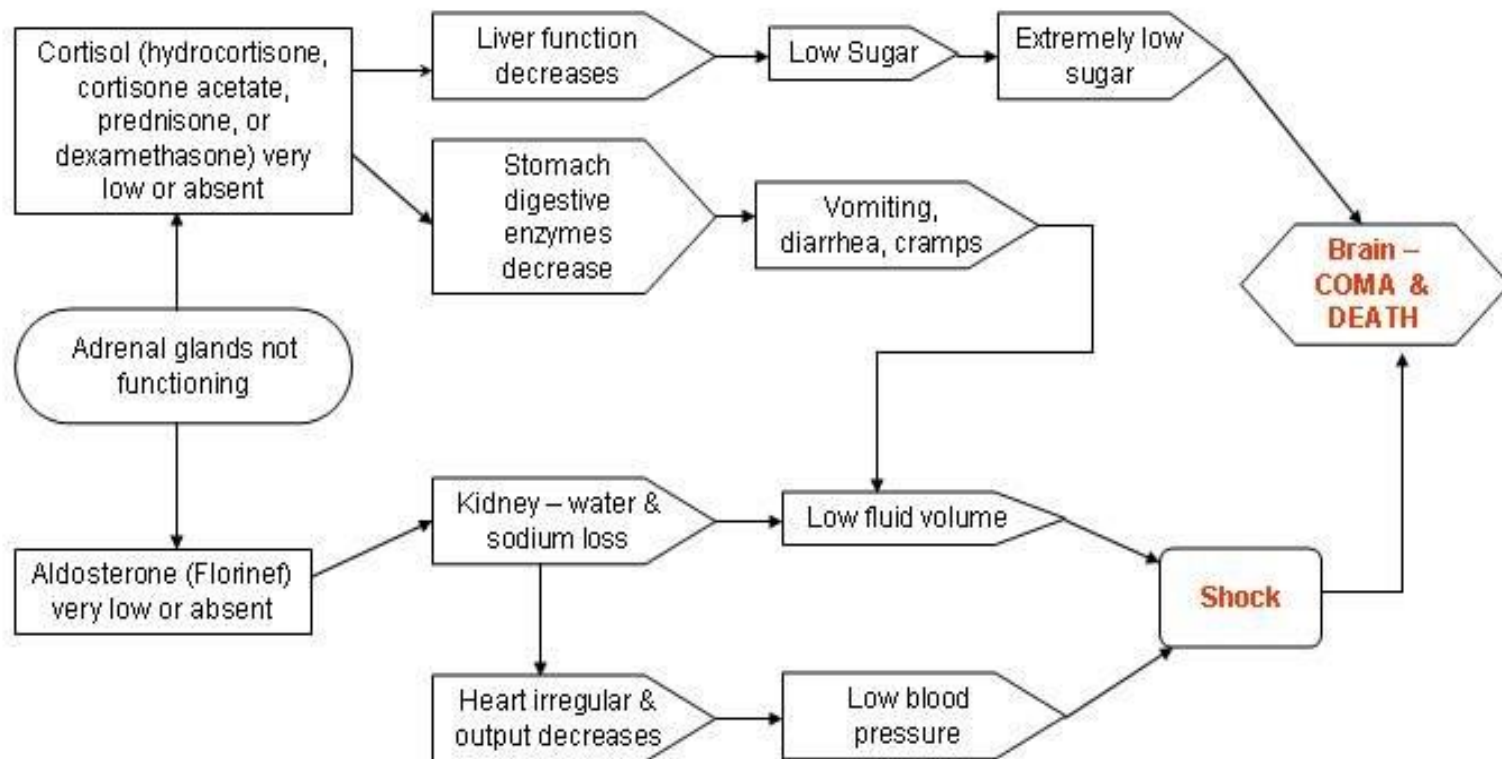 Cortisol (hydrocortisone,
cortisone acetate,
prednisone, or
dexamethasone) very
low or absent
Liver function
decreases
Low Sugar
Extremely low
sugar
Stomach
digestive
enzymes
decrease
Vomiting,
diarrhea, cramps
Brain –
COMA &
DEATH
Adrenal glands not
functioning
Kidney – water &
sodium loss
Low fluid volume
Aldosterone (Florinef)
very low or absent
Shock
Heart irregular &
output decreases
Low blood
pressure